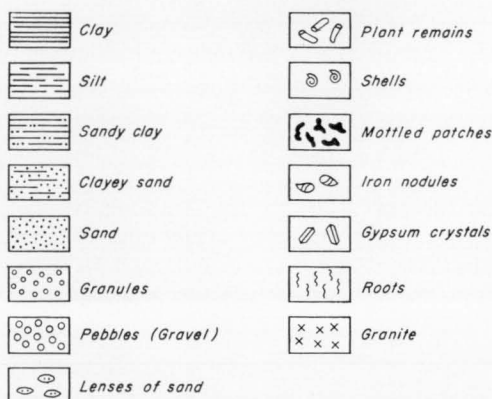 Clay
Silt
Sandy clay
Clayey sand
Sand
Granules
Pebbles (Gravel)
Lenses of sand
Plant remains
Shells
Mottled patches
Iron nodules
Gypsum crystals
Roots
Granite